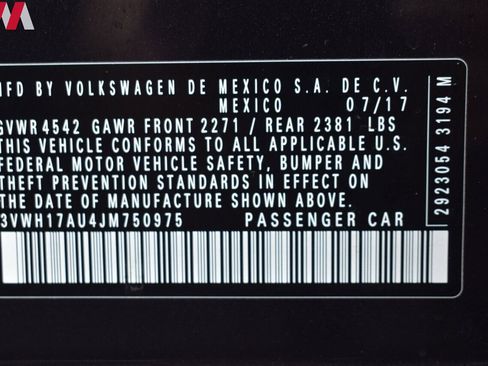 MFD BY VOLKSWAGEN DE MEXICO S.A. DE C.V.
MEXICO 07/17
GVWR 4542 GAWR FRONT 2271 / REAR 2381 LBS
THIS VEHICLE CONFORMS TO ALL APPLICABLE U.S.
FEDERAL MOTOR VEHICLE SAFETY, BUMPER AND
THEFT PREVENTION STANDARDS IN EFFECT ON
THE DATE OF MANUFACTURE SHOWN ABOVE.
3VWH17AU4JM750975 PASSENGER CAR
2923054 3194 M